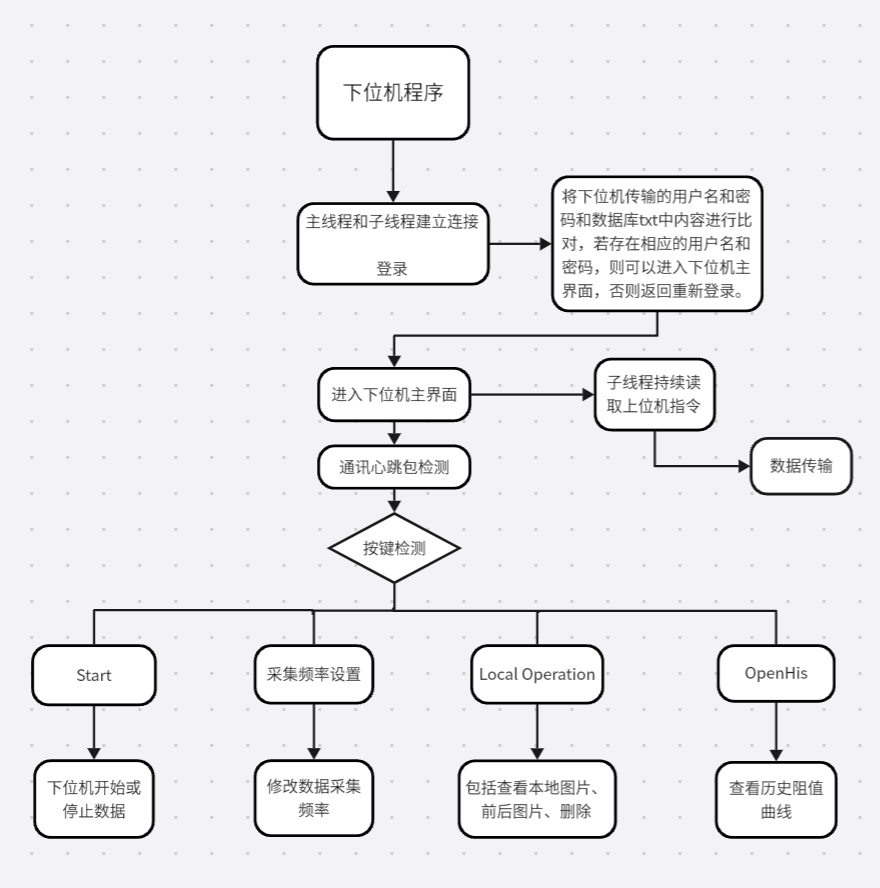 下位机程序
主线程和子线程建立连接
登录
将下位机传输的用户名和密
码和数据库txt中内容进行比
对，若存在相应的用户名和
密码，则可以进入下位机主
界面，否则返回重新登录。
进入下位机主界面
子线程持续读
取上位机指令
通讯心跳包检测
数据传输
按键检测
Start
采集频率设置
Local Operation
OpenHis
下位机开始或
停止数据
修改数据采集
频率
包括查看本地图片、
前后图片、删除
查看历史阻值
曲线